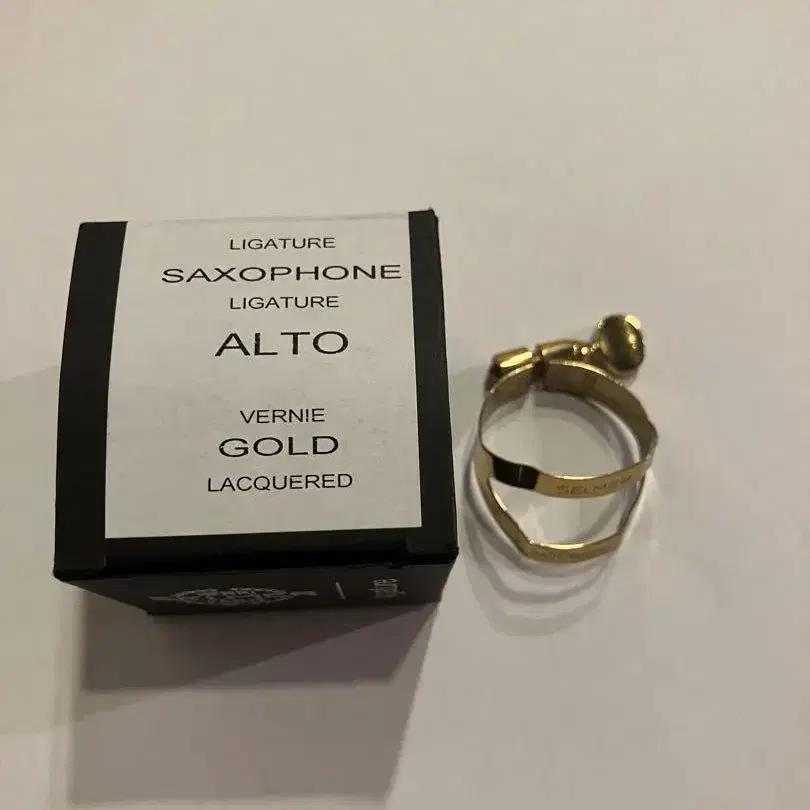 LIGATURE
SAXOPHONE
LIGATURE
ALTO
VERNIE
GOLD
LACQUERED
SELMER